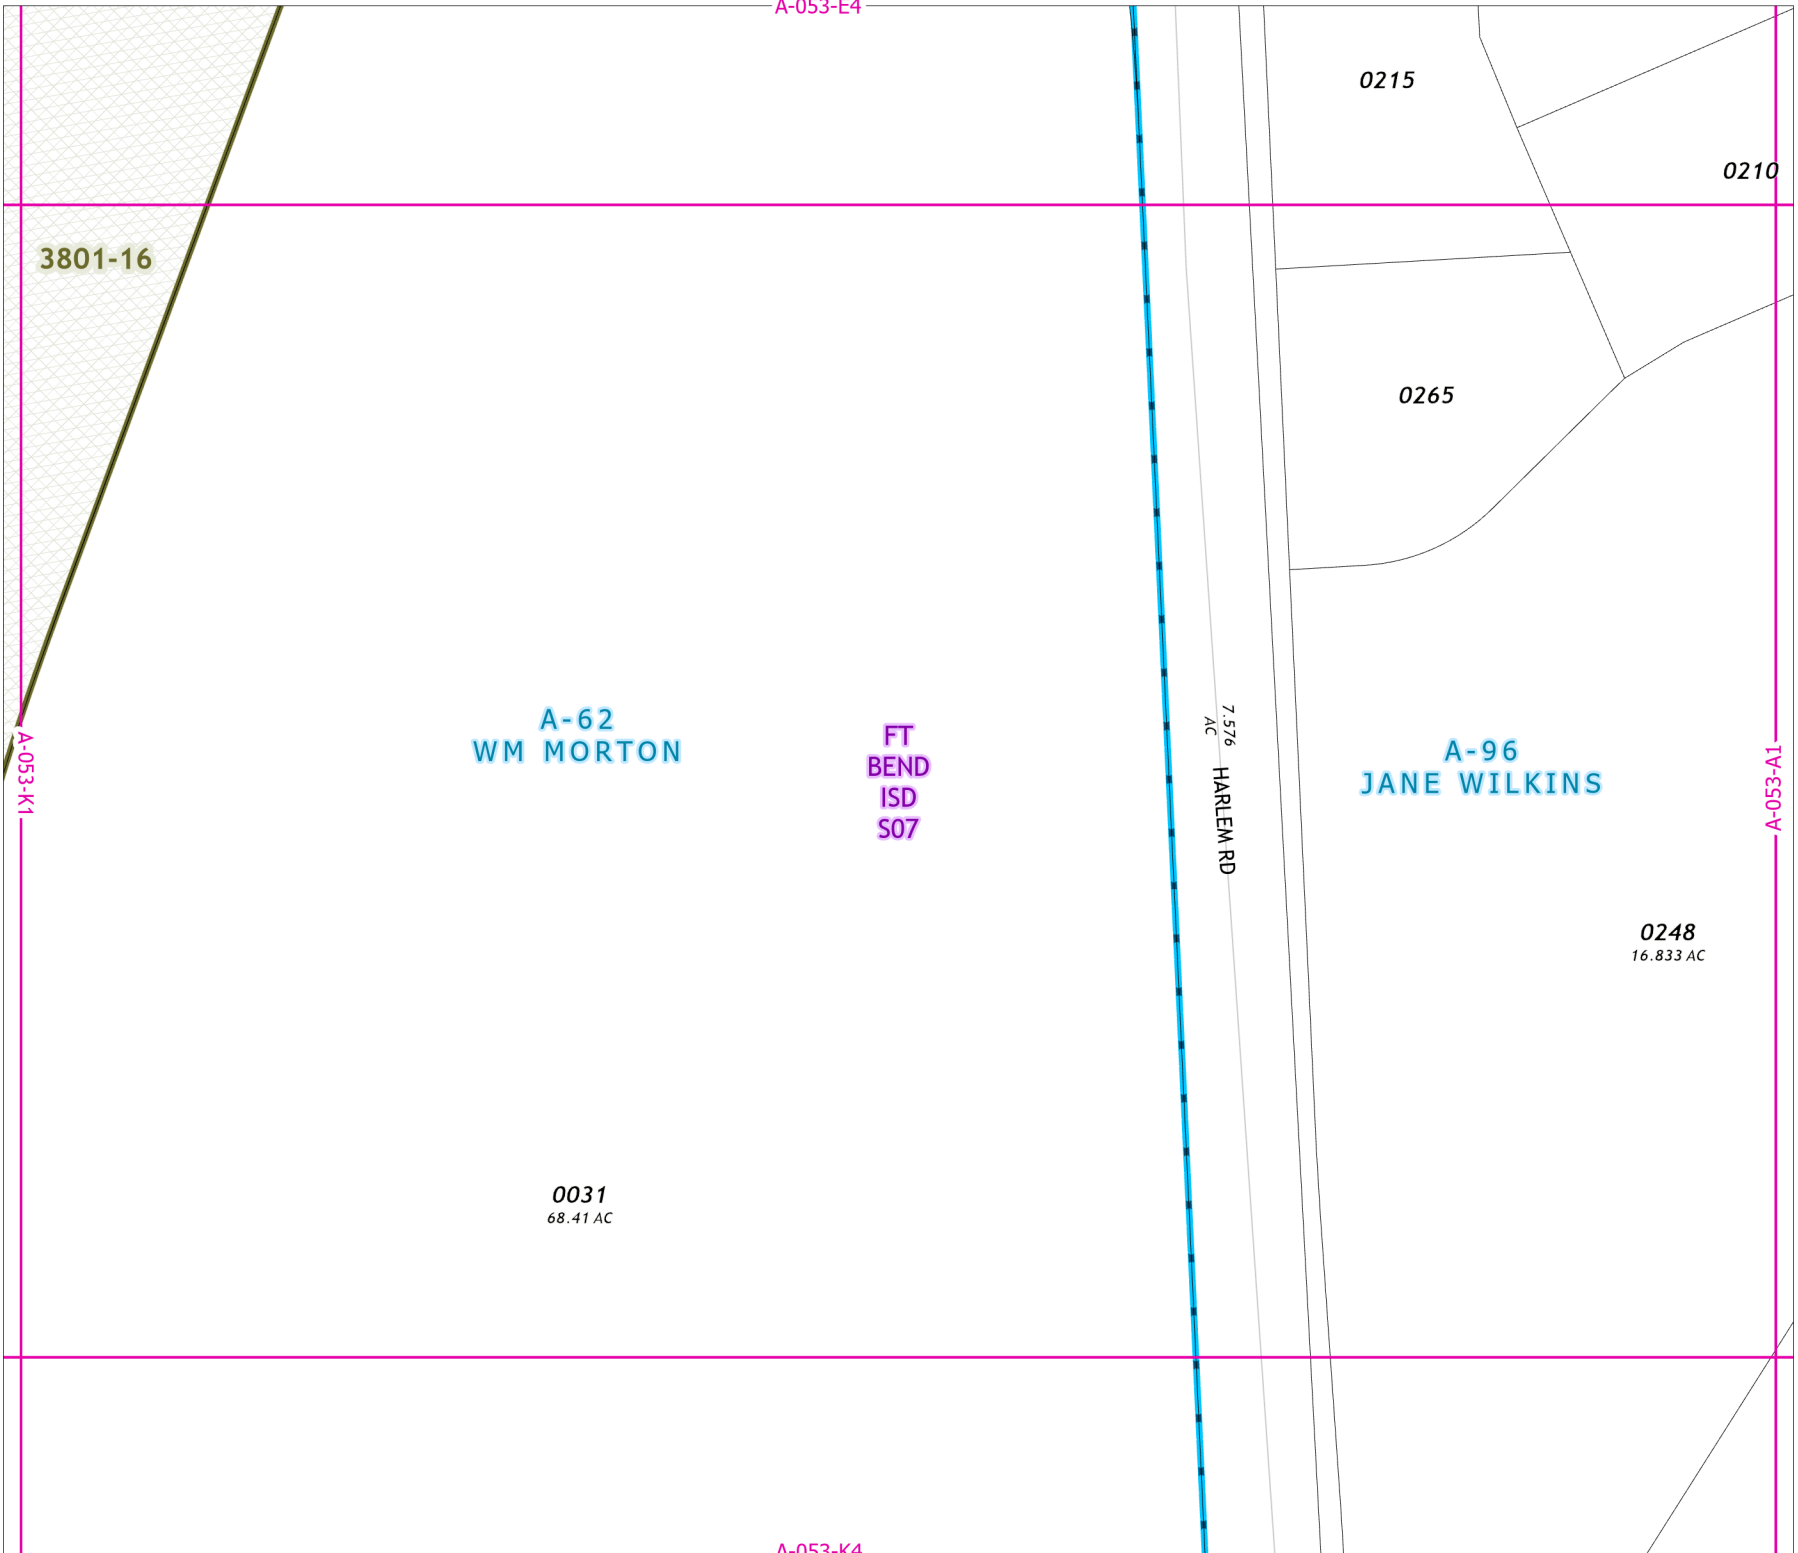 A-053-E4
0215
0210
3801-16
0265
A-62
WM MORTON
FT
BEND
ISD
S07
7.576
AC
HARLEM RD
A-96
JANE WILKINS
A-053-K1
A-053-A1
0248
16.833 AC
0031
68.41 AC
A-053-K4